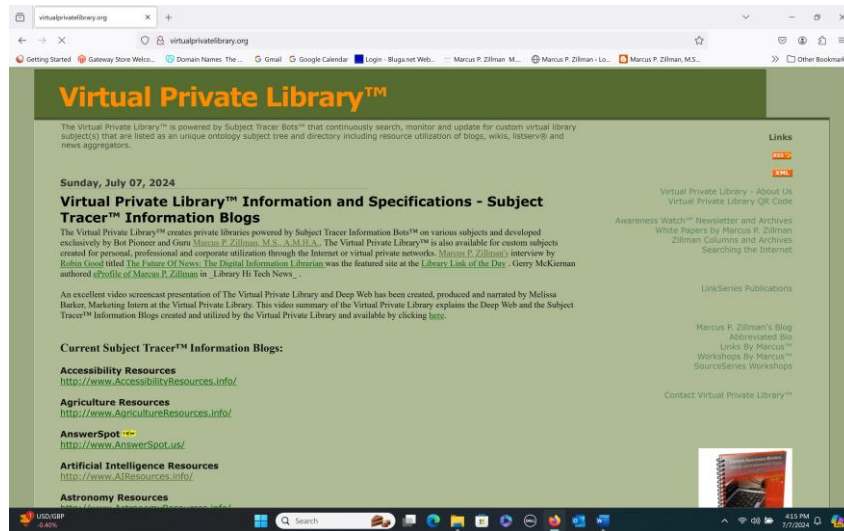 virtualprivatelibrary.org
virtualprivatelibrary.org
Getting Started Gateway Store Welco... Domain Names The ... Gmail Google Calendar Login - Bluga.net Web... Marcus P. Zillman M... Marcus P. Zillman - Lo... Marcus P. Zillman, M.S... Other Bookmark
Virtual Private Library™
The Virtual Private Library™ is powered by Subject Tracer Bots™ that continuously search, monitor and update for custom virtual library
subject(s) that are listed as an unique ontology subject tree and directory including resource utilization of blogs, wikis, listserv® and
news aggregators.
Sunday, July 07, 2024
Virtual Private Library™ Information and Specifications - Subject
Tracer™ Information Blogs
The Virtual Private Library™ creates private libraries powered by Subject Tracer Information Bots™ on various subjects and developed
exclusively by Bot Pioneer and Guru Marcus P. Zillman, M.S., A.M.H.A.. The Virtual Private Library™ is also available for custom subjects
created for personal, professional and corporate utilization through the Internet or virtual private networks. Marcus P. Zillman's interview by
Robin Good titled The Future Of News: The Digital Information Librarian was the featured site at the Library Link of the Day . Gerry McKiernan
authored eProfile of Marcus P. Zillman in _Library Hi Tech News_ .
An excellent video screencast presentation of The Virtual Private Library and Deep Web has been created, produced and narrated by Melissa
Barker, Marketing Intern at the Virtual Private Library. This video summary of the Virtual Private Library explains the Deep Web and the Subject
Tracer™ Information Blogs created and utilized by the Virtual Private Library and available by clicking here.
Current Subject Tracer™ Information Blogs:
Accessibility Resources
http://www.AccessibilityResources.info/
Agriculture Resources
http://www.AgricultureResources.info/
AnswerSpot
http://www.AnswerSpot.us/
Artificial Intelligence Resources
http://www.AIResources.info/
Astronomy Resources
Links
RSS
XML
Virtual Private Library - About Us
Virtual Private Library QR Code
Awareness Watch™ Newsletter and Archives
White Papers by Marcus P. Zillman
Zillman Columns and Archives
Searching the Internet
LinkSeries Publications
Marcus P. Zillman's Blog
Abbreviated Bio
Links By Marcus™
Workshops By Marcus™
SourceSeries Workshops
Contact Virtual Private Library™
USD/GBP
-0.40%
Search
4:15 PM
7/7/2024